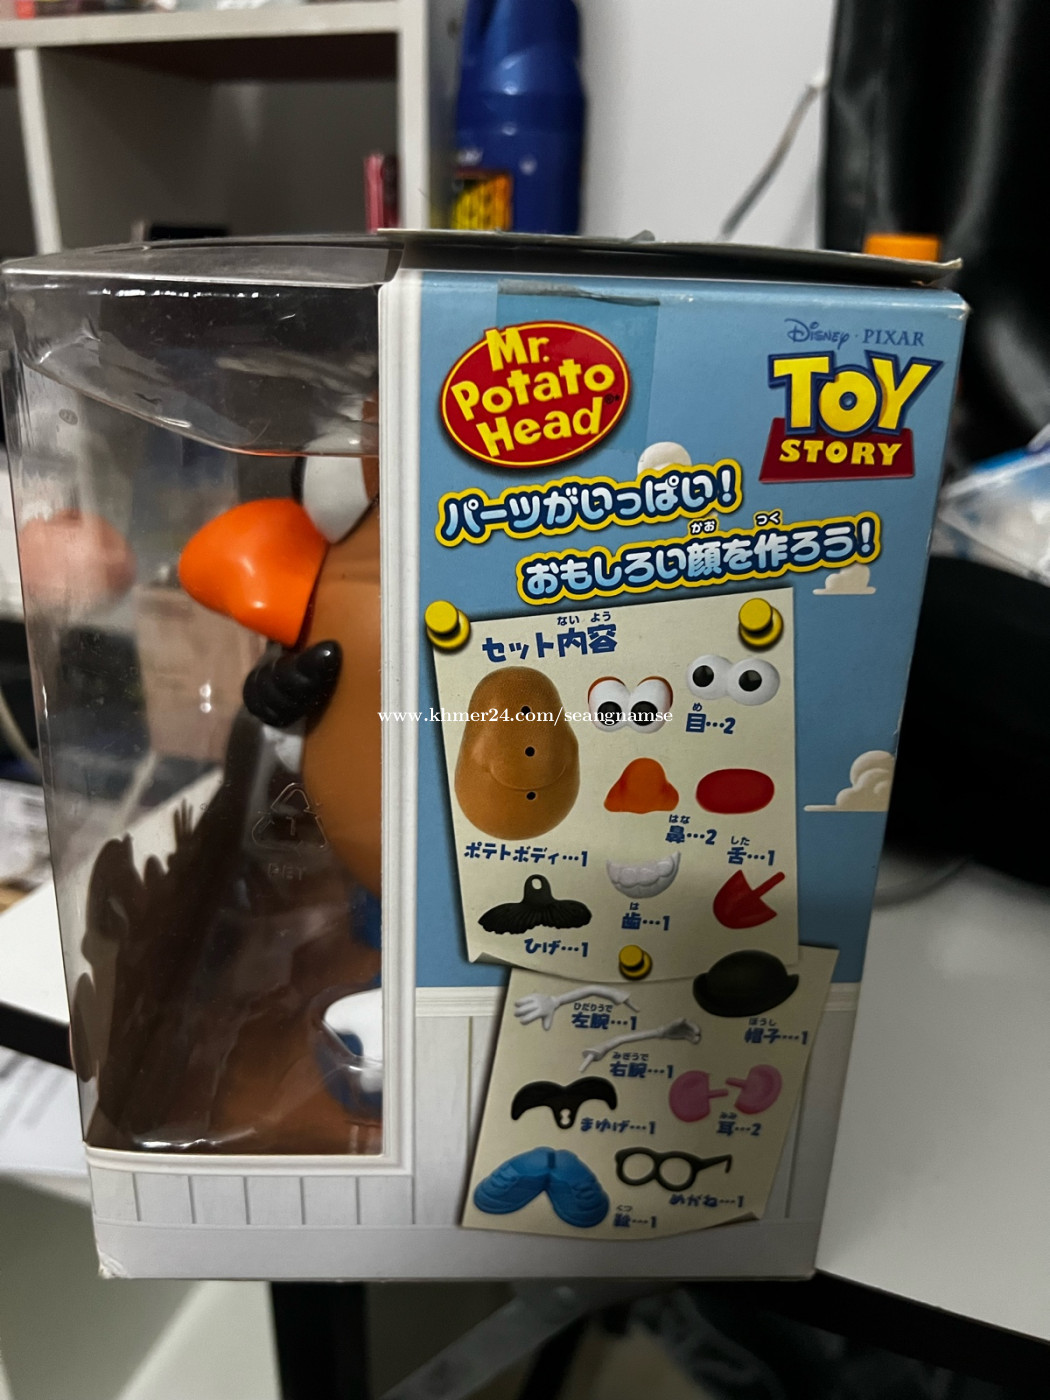 Mr.
Potato
Head
Disney · PIXAR
TOY
STORY
パーツがいっぱい!
かお つく
おもしろい顔を作ろう!
ない よう
セット内容
め
目…2
はな
鼻…2
した
舌…1
ポテトボディ…1
は
歯…1
ひげ…1
ひだりうで
左腕…1
ぼうし
帽子…1
みぎうで
右腕…1
まゆげ…1
みみ
耳…2
めがね…1
くつ
靴…1
www.khmer24.com/seangnamse